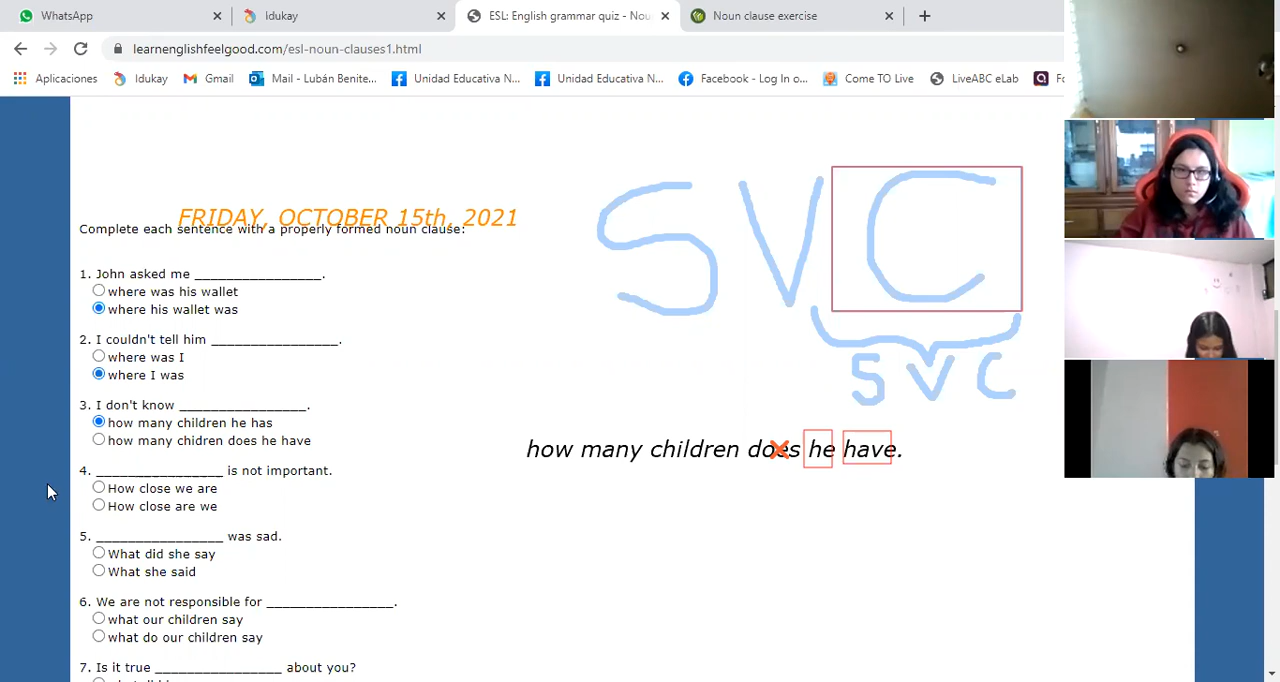 WhatsApp
Idukay
ESL: English grammar quiz - Nou
Noun clause exercise
learnenglishfeelgood.com/esl-noun-clauses1.html
Aplicaciones
Idukay
Gmail
Mail - Lubán Benite...
Unidad Educativa N...
Unidad Educativa N...
Facebook - Log In o...
Come TO Live
LiveABC eLab
Fo
FRIDAY, OCTOBER 15th, 2021
Complete each sentence with a properly formed noun clause:
S V C
S V C
1. John asked me ________________.
where was his wallet
where his wallet was
2. I couldn't tell him ________________.
where was I
where I was
3. I don't know ________________.
how many children he has
how many chidren does he have
how many children does he have.
4. ________________ is not important.
How close we are
How close are we
5. ________________ was sad.
What did she say
What she said
6. We are not responsible for ________________.
what our children say
what do our children say
7. Is it true ________________ about you?